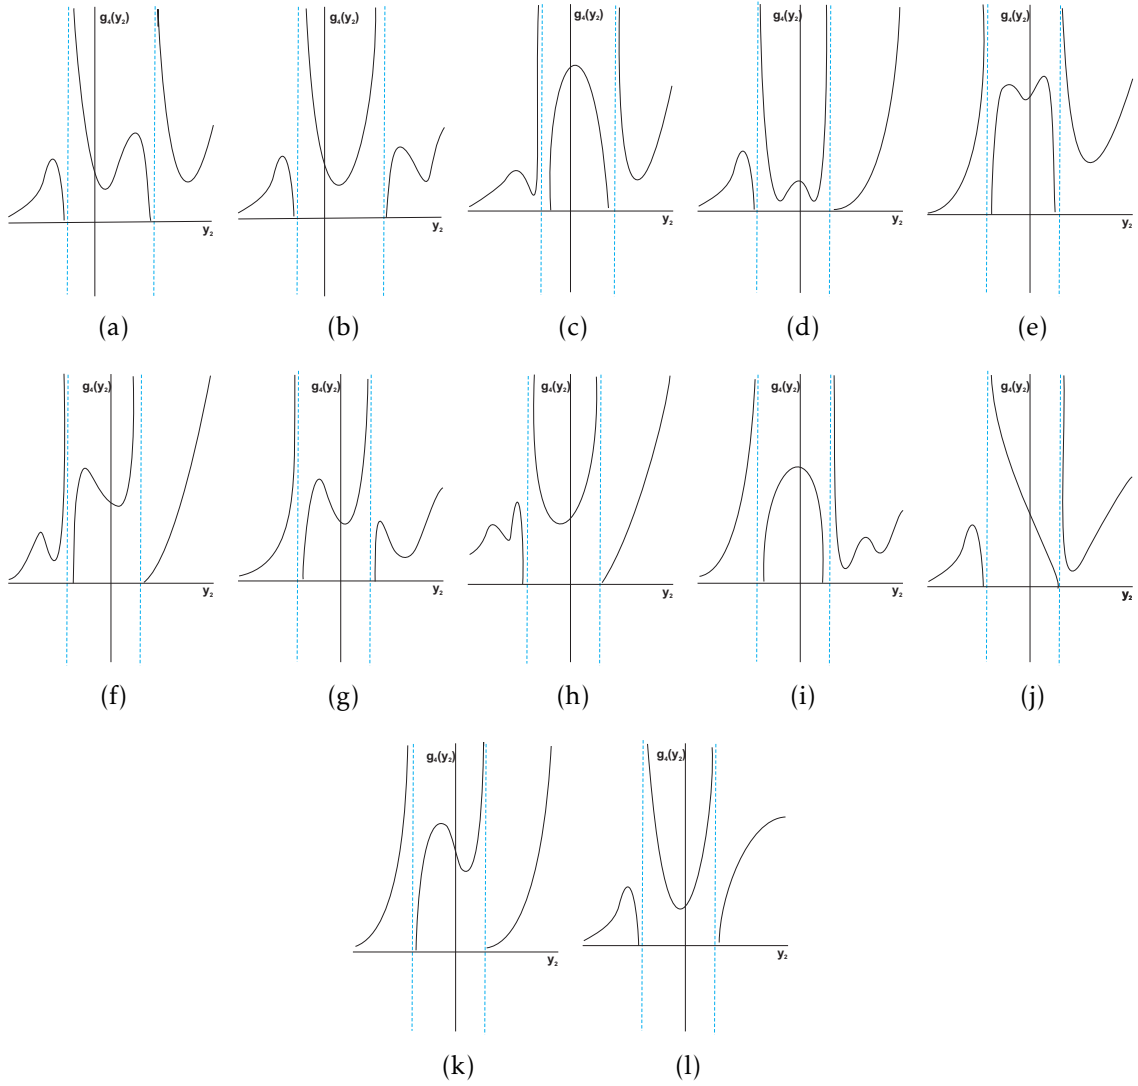 g₄(y₂) g₄(y₂) g₄(y₂) g₄(y₂) g₄(y₂)
y₂ y₂ y₂ y₂ y₂
(a) (b) (c) (d) (e)
g₄(y₂) g₄(y₂) g₄(y₂) g₄(y₂) g₄(y₂)
y₂ y₂ y₂ y₂ y₂
(f) (g) (h) (i) (j)
g₄(y₂) g₄(y₂)
y₂ y₂
(k) (l)